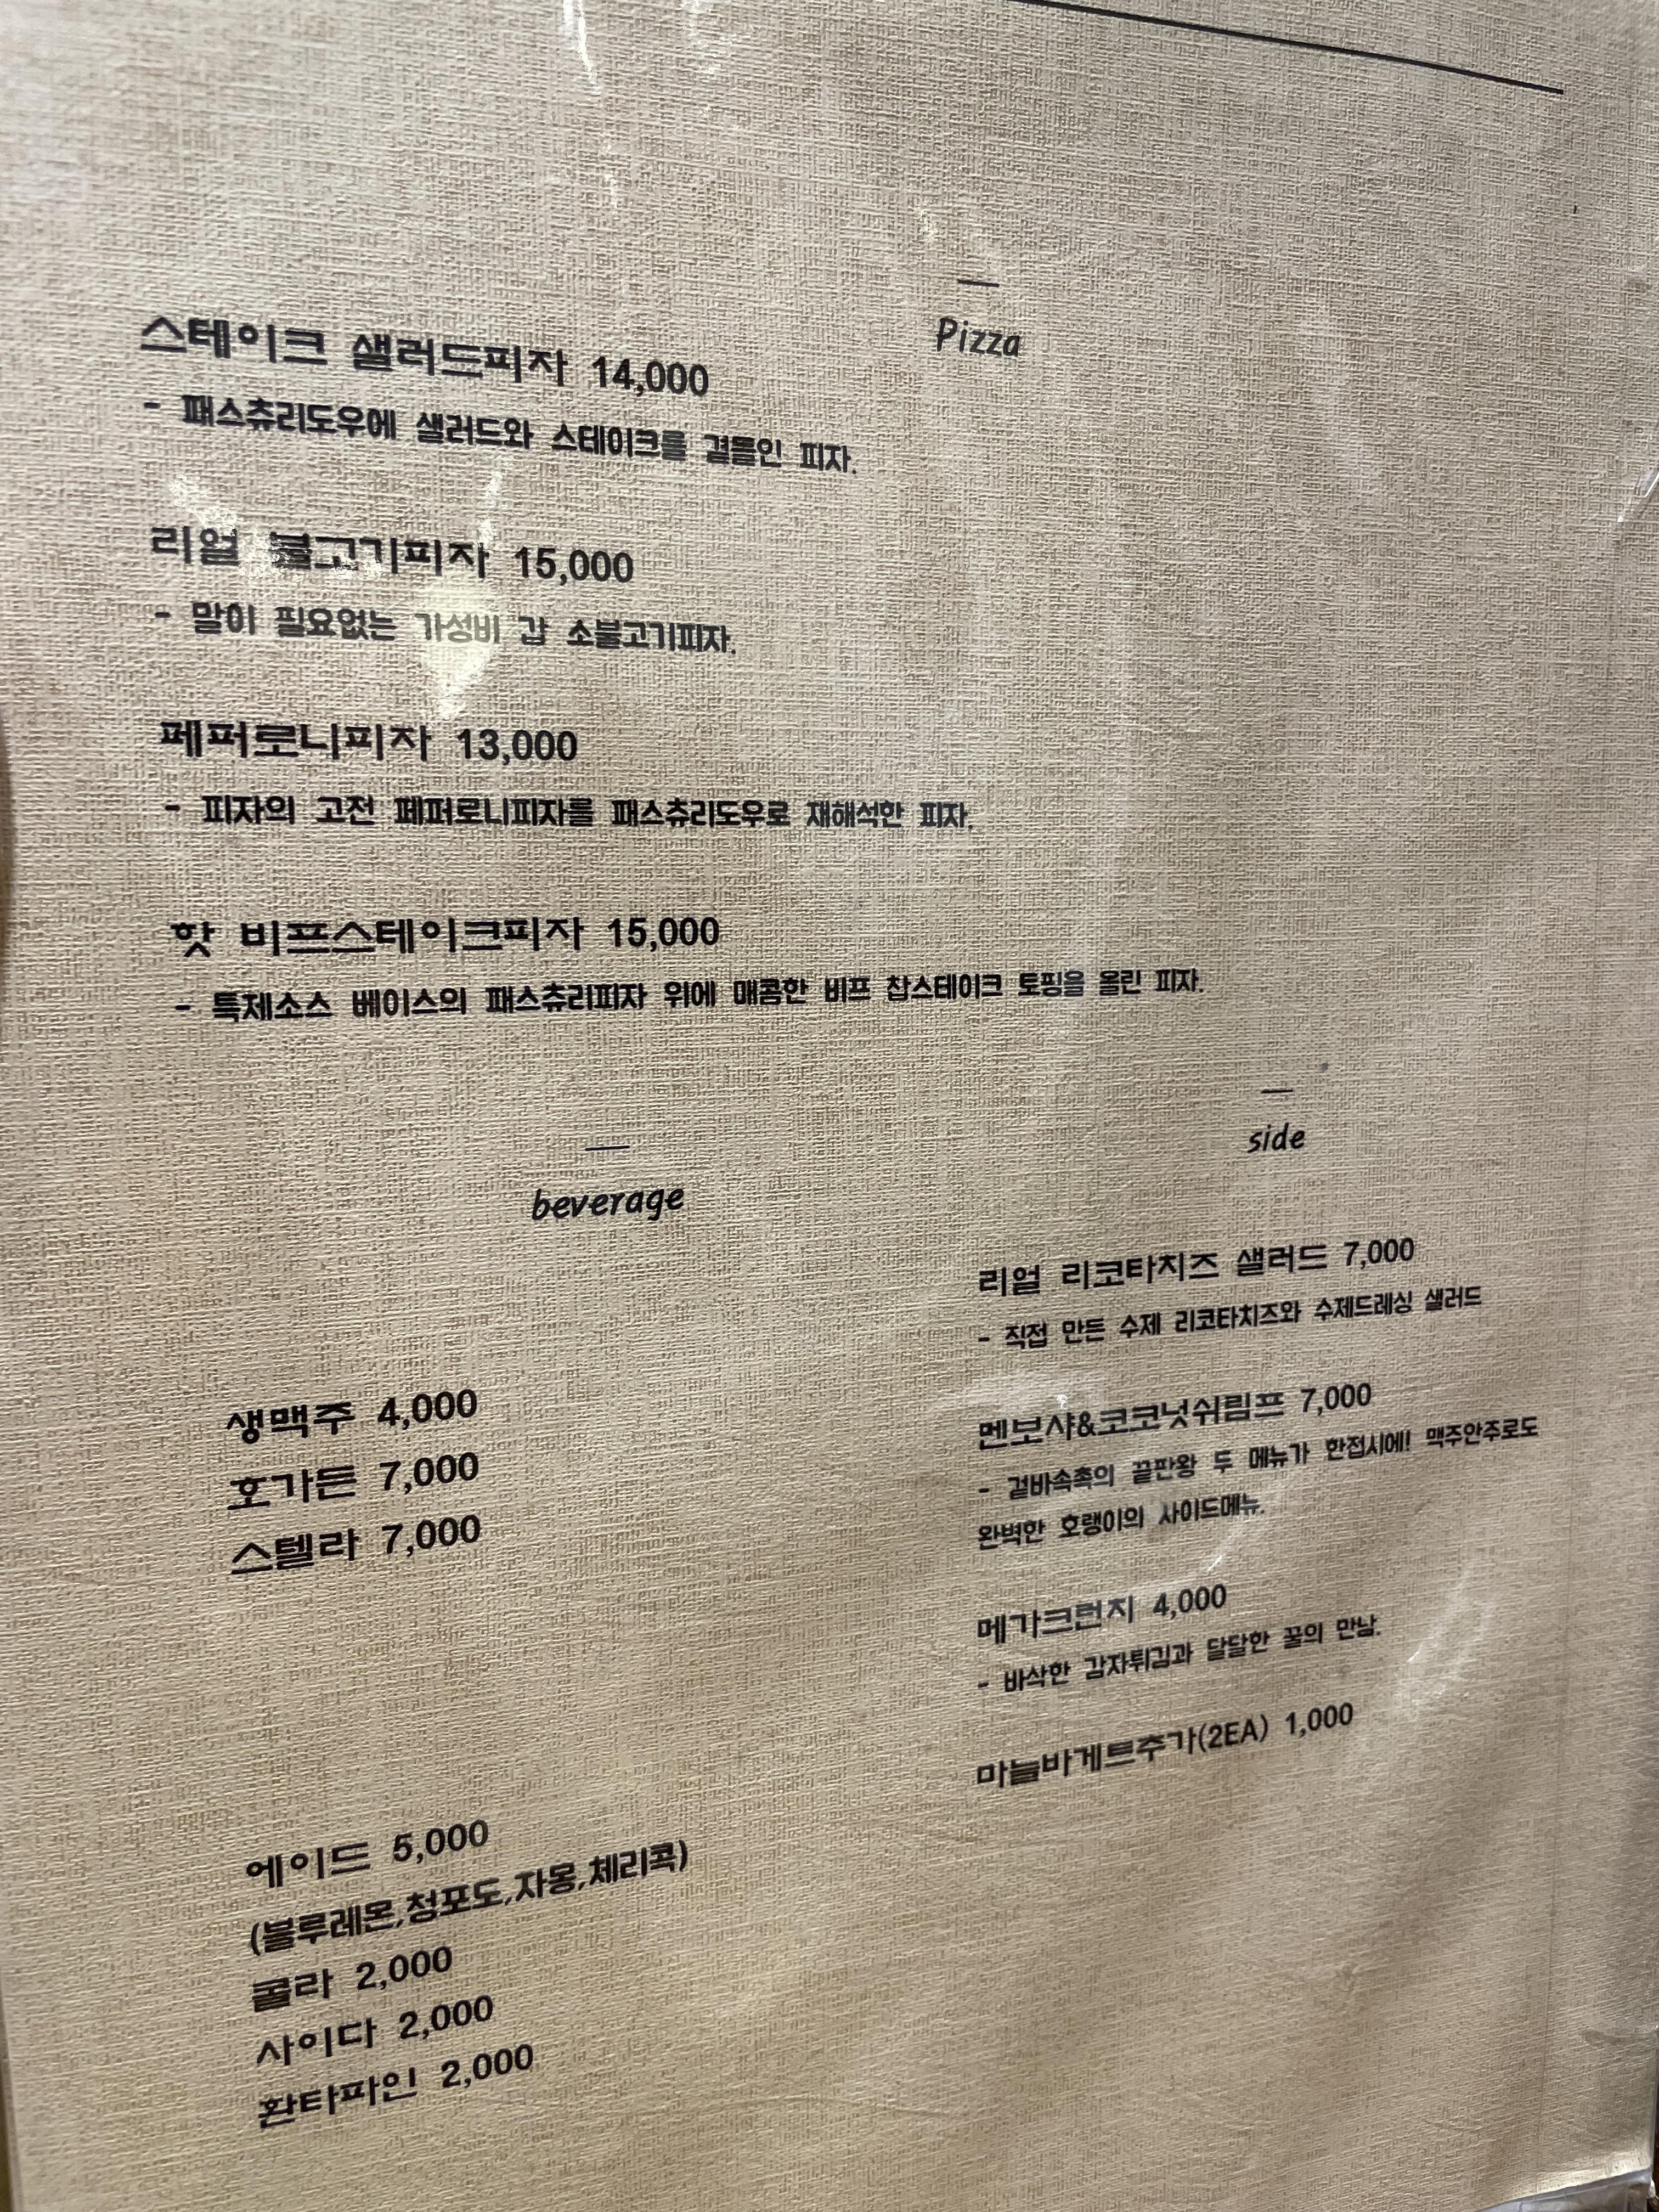 Pizza
스테이크 샐러드피자 14,000
- 패스츄리도우에 샐러드와 스테이크를 곁들인 피자.
리얼 불고기피자 15,000
- 말이 필요없는 가성비 갑 소불고기피자.
페퍼로니피자 13,000
- 피자의 고전 페퍼로니피자를 패스츄리도우로 재해석한 피자.
핫 비프스테이크피자 15,000
- 특제소스 베이스의 패스츄리피자 위에 매콤한 비프 찹스테이크 토핑을 올린 피자.
beverage
생맥주 4,000
호가든 7,000
스텔라 7,000
에이드 5,000
(블루레몬,청포도,자몽,체리콕)
콜라 2,000
사이다 2,000
환타파인 2,000
side
리얼 리코타치즈 샐러드 7,000
- 직접 만든 수제 리코타치즈와 수제드레싱 샐러드
멘보샤&코코넛쉬림프 7,000
- 겉바속촉의 끝판왕 두 메뉴가 한접시에! 맥주안주로도
완벽한 호랭이의 사이드메뉴.
메가크런지 4,000
- 바삭한 감자튀김과 달달한 꿀의 만남.
마늘바게트추가(2EA) 1,000